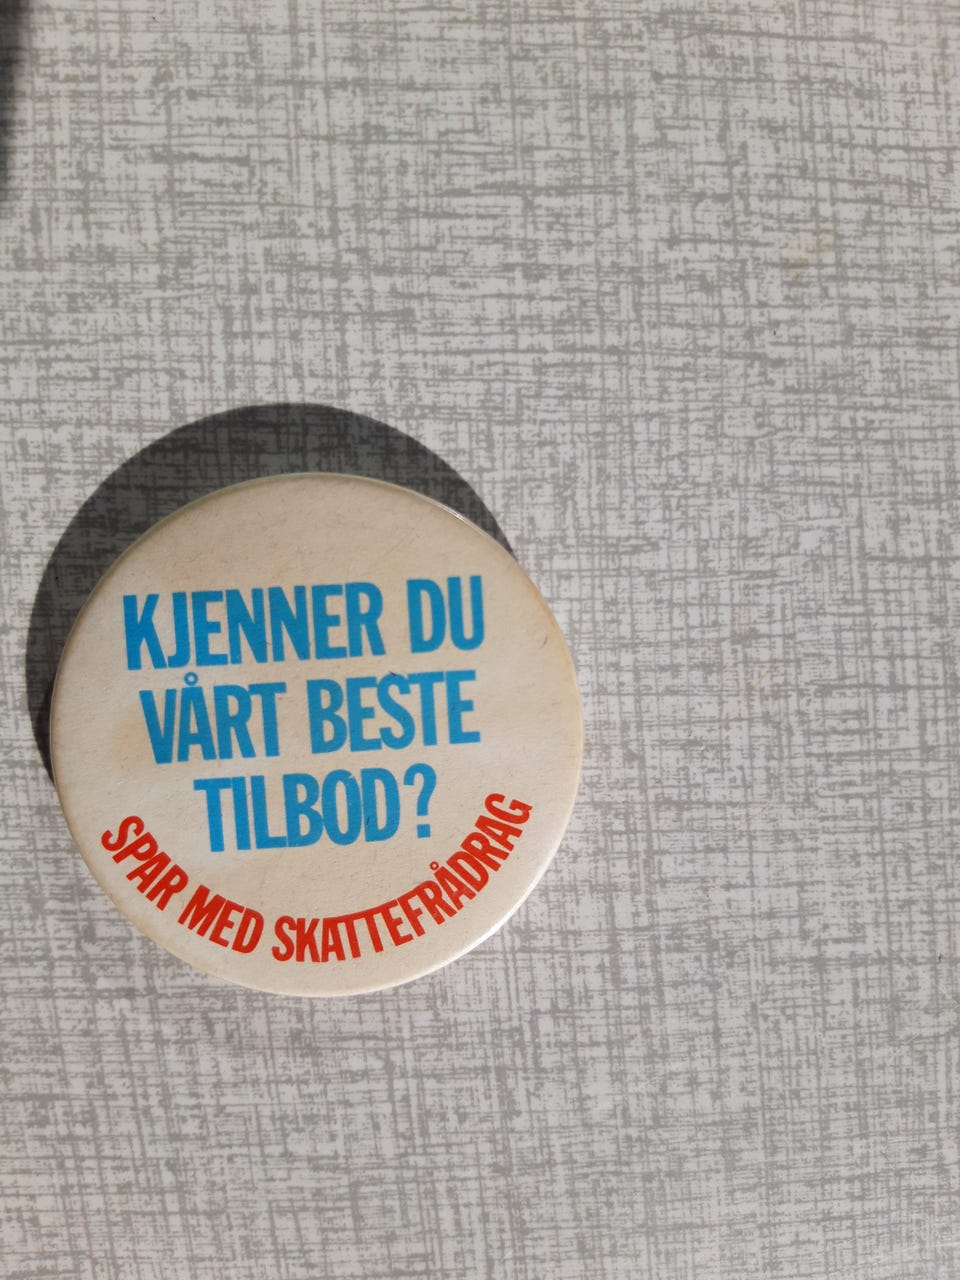 KJENNER DU
VÅRT BESTE
TILBOD?
SPAR MED SKATTEFRÅDRAG